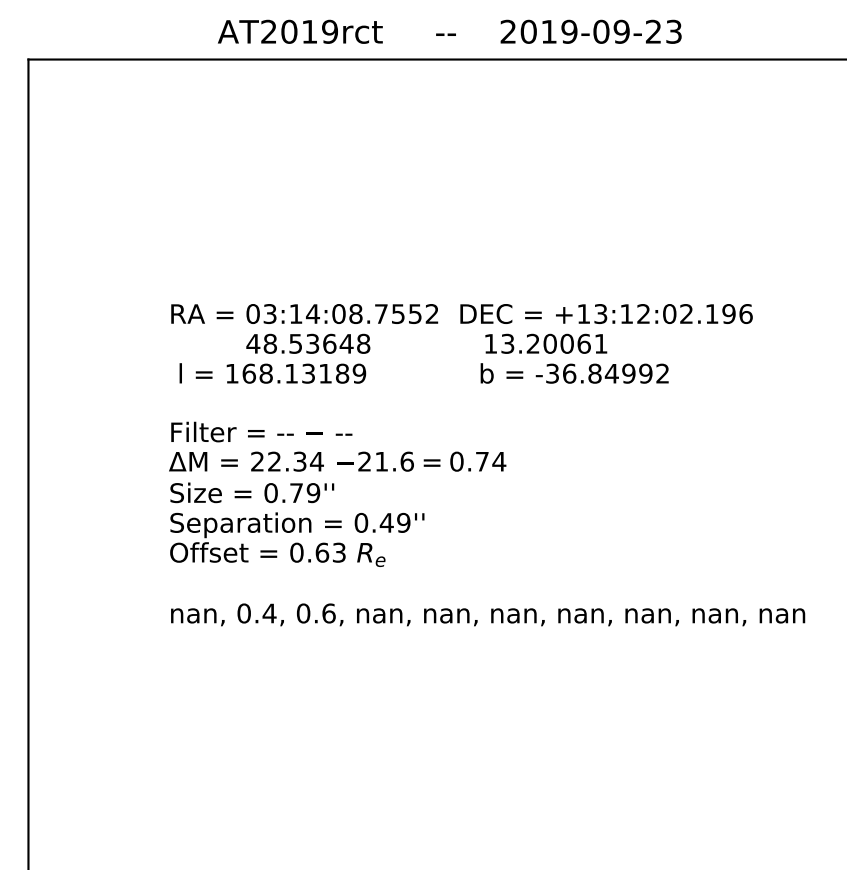 AT2019rct -- 2019-09-23
RA = 03:14:08.7552 DEC = +13:12:02.196
48.53648 13.20061
l = 168.13189 b = -36.84992
Filter = -- − --
ΔM = 22.34 −21.6 = 0.74
Size = 0.79''
Separation = 0.49''
Offset = 0.63 Rₑ
nan, 0.4, 0.6, nan, nan, nan, nan, nan, nan, nan